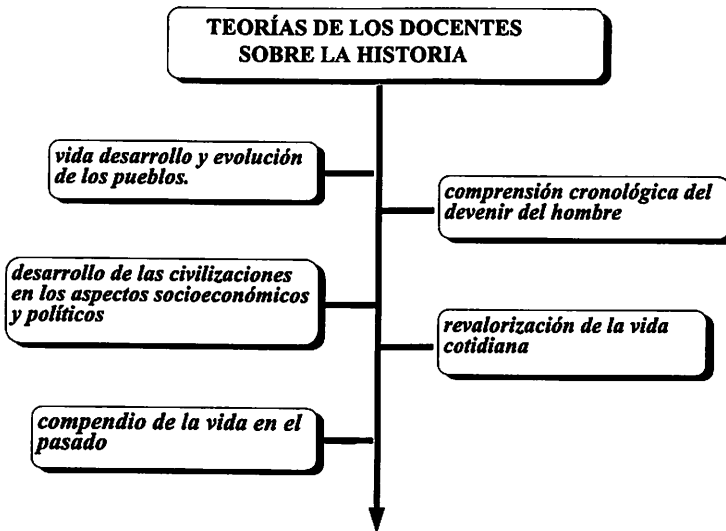 TEORÍAS DE LOS DOCENTES
SOBRE LA HISTORIA
vida desarrollo y evolución
de los pueblos.
comprensión cronológica del
devenir del hombre
desarrollo de las civilizaciones
en los aspectos socioeconómicos
y políticos
revalorización de la vida
cotidiana
compendio de la vida en el
pasado